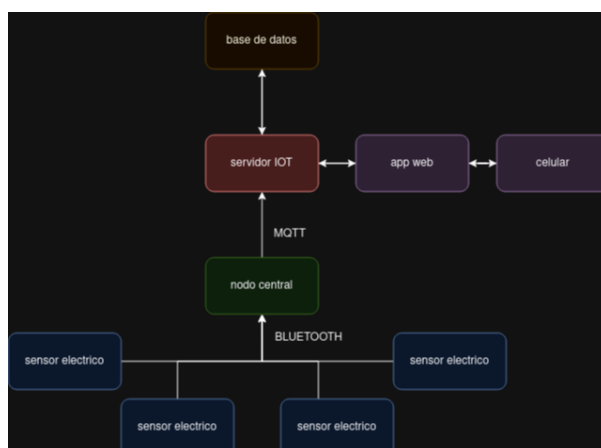 base de datos
servidor IOT
app web
celular
MQTT
nodo central
BLUETOOTH
sensor electrico
sensor electrico
sensor electrico
sensor electrico